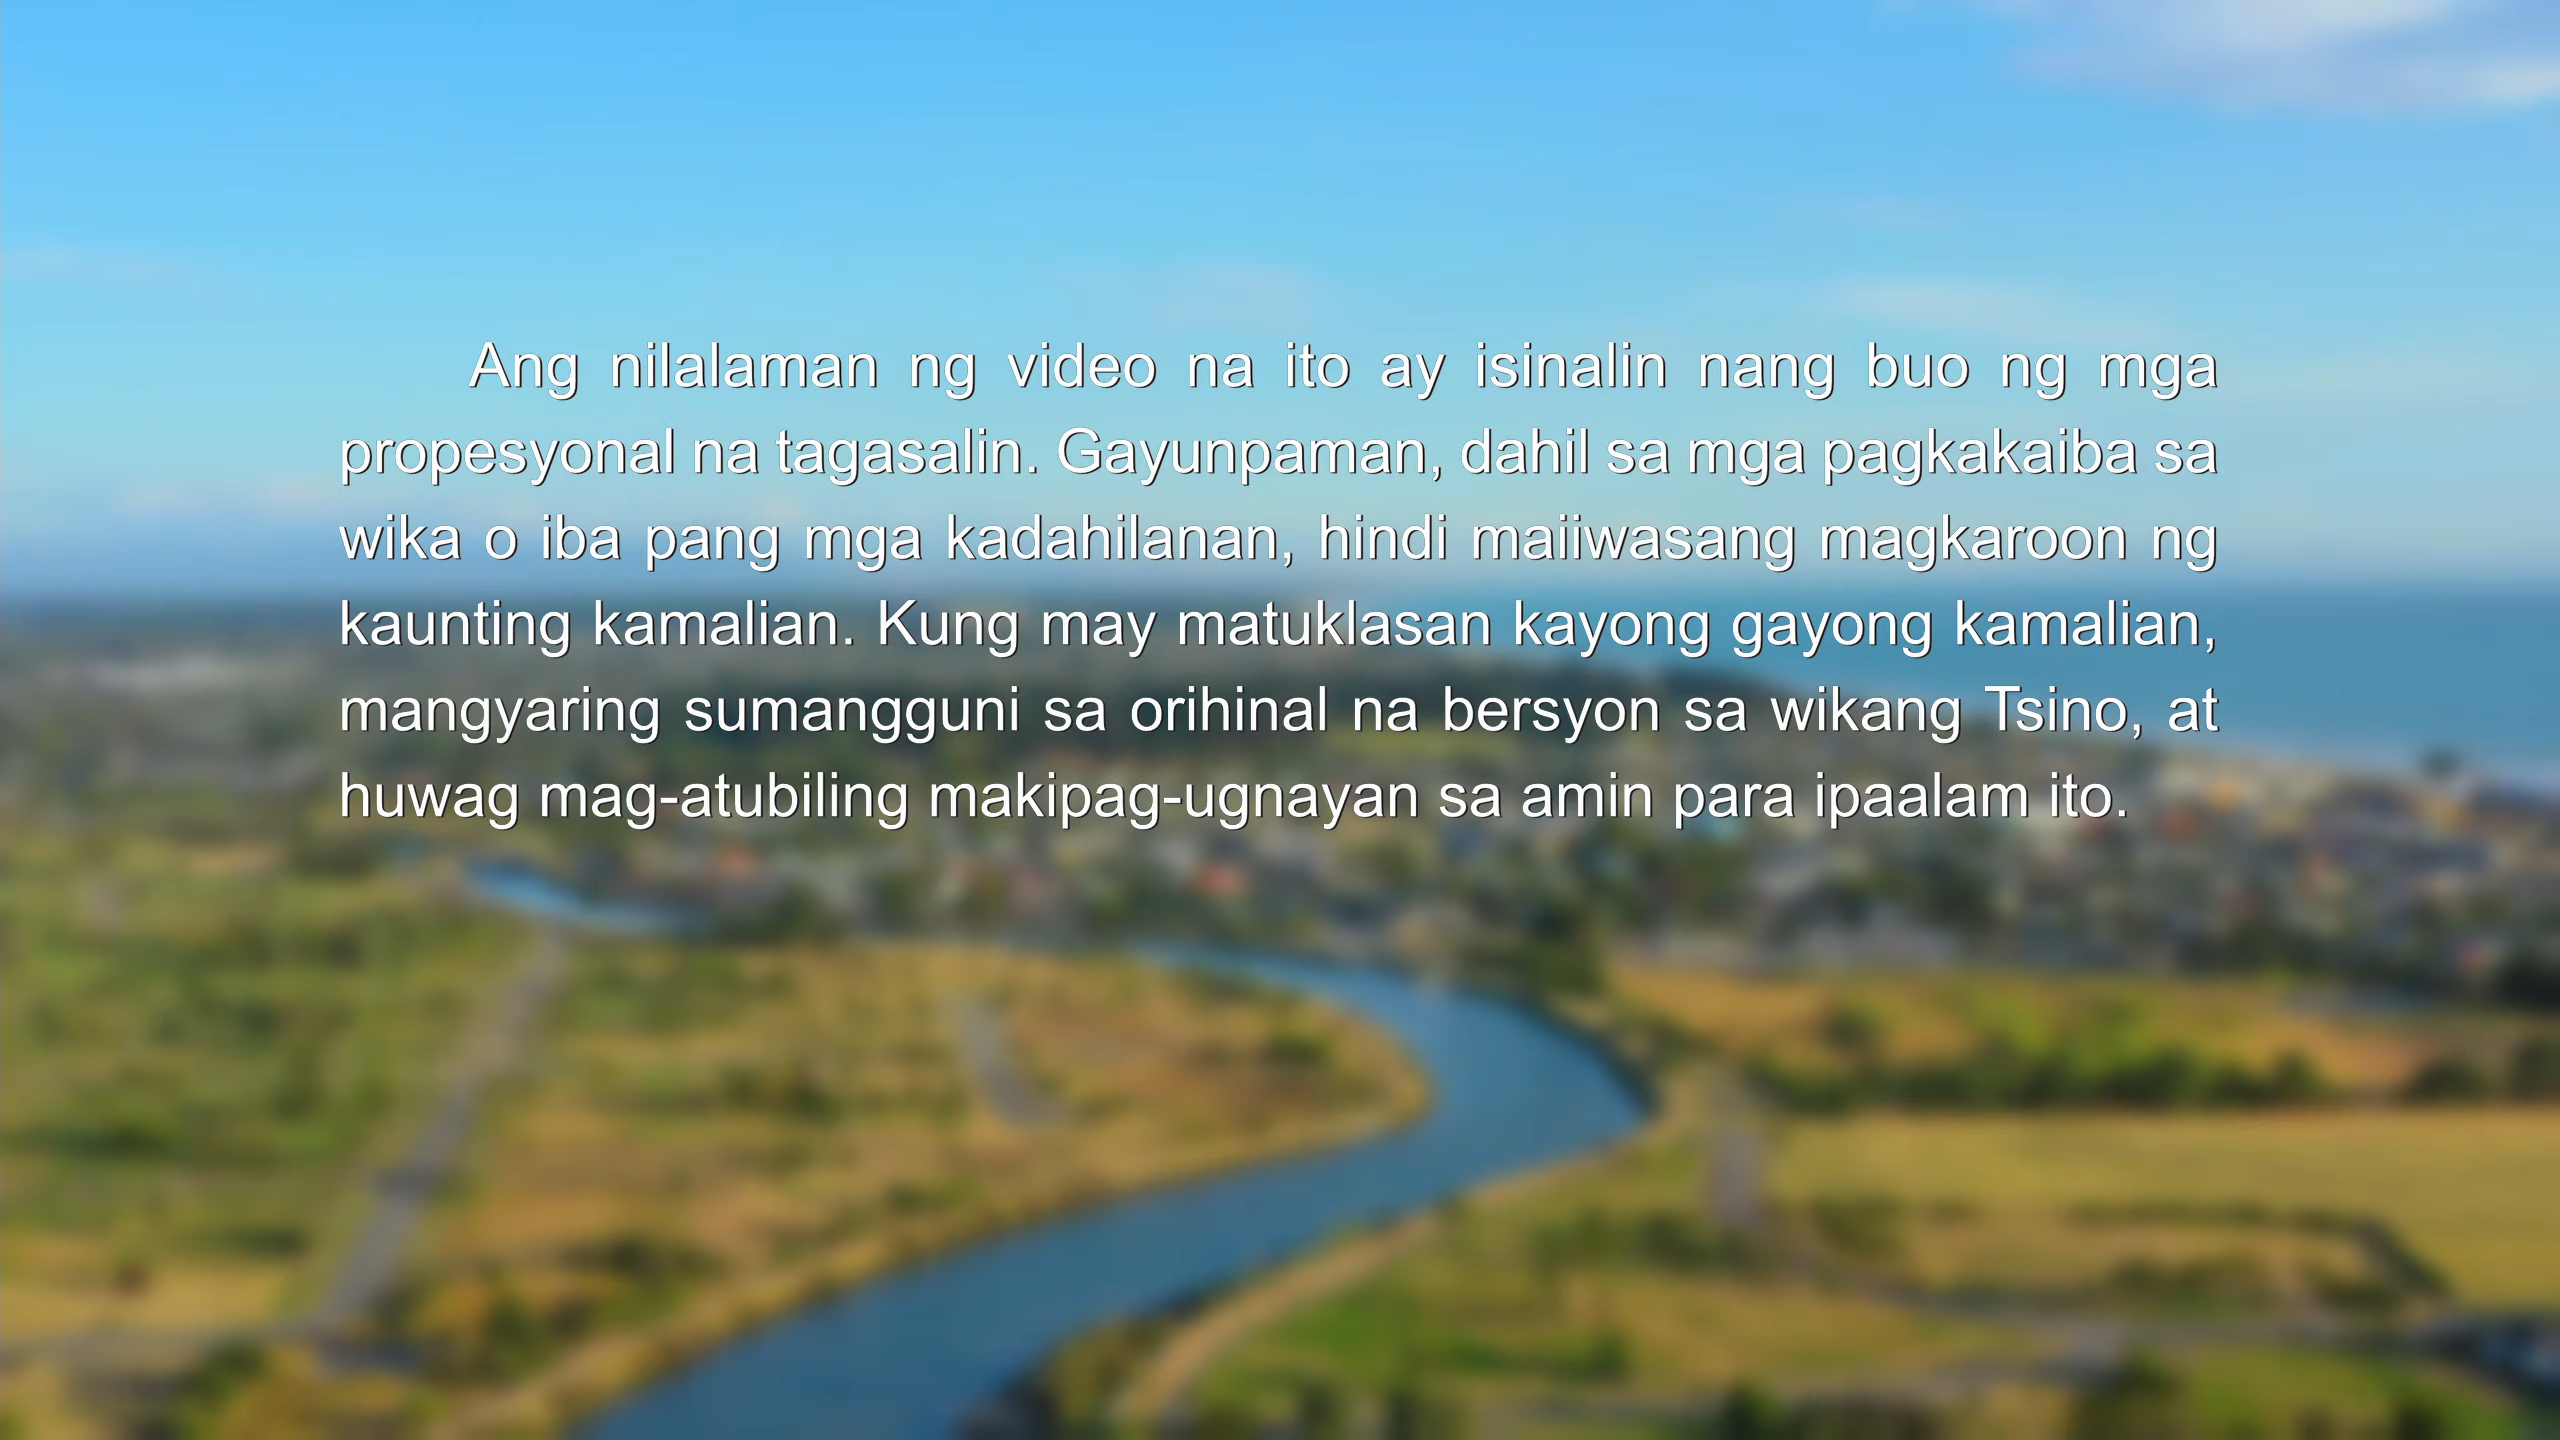 Ang nilalaman ng video na ito ay isinalin nang buo ng mga
propesyonal na tagasalin. Gayunpaman, dahil sa mga pagkakaiba sa
wika o iba pang mga kadahilanan, hindi maiiwasang magkaroon ng
kaunting kamalian. Kung may matuklasan kayong gayong kamalian,
mangyaring sumangguni sa orihinal na bersyon sa wikang Tsino, at
huwag mag-atubiling makipag-ugnayan sa amin para ipaalam ito.